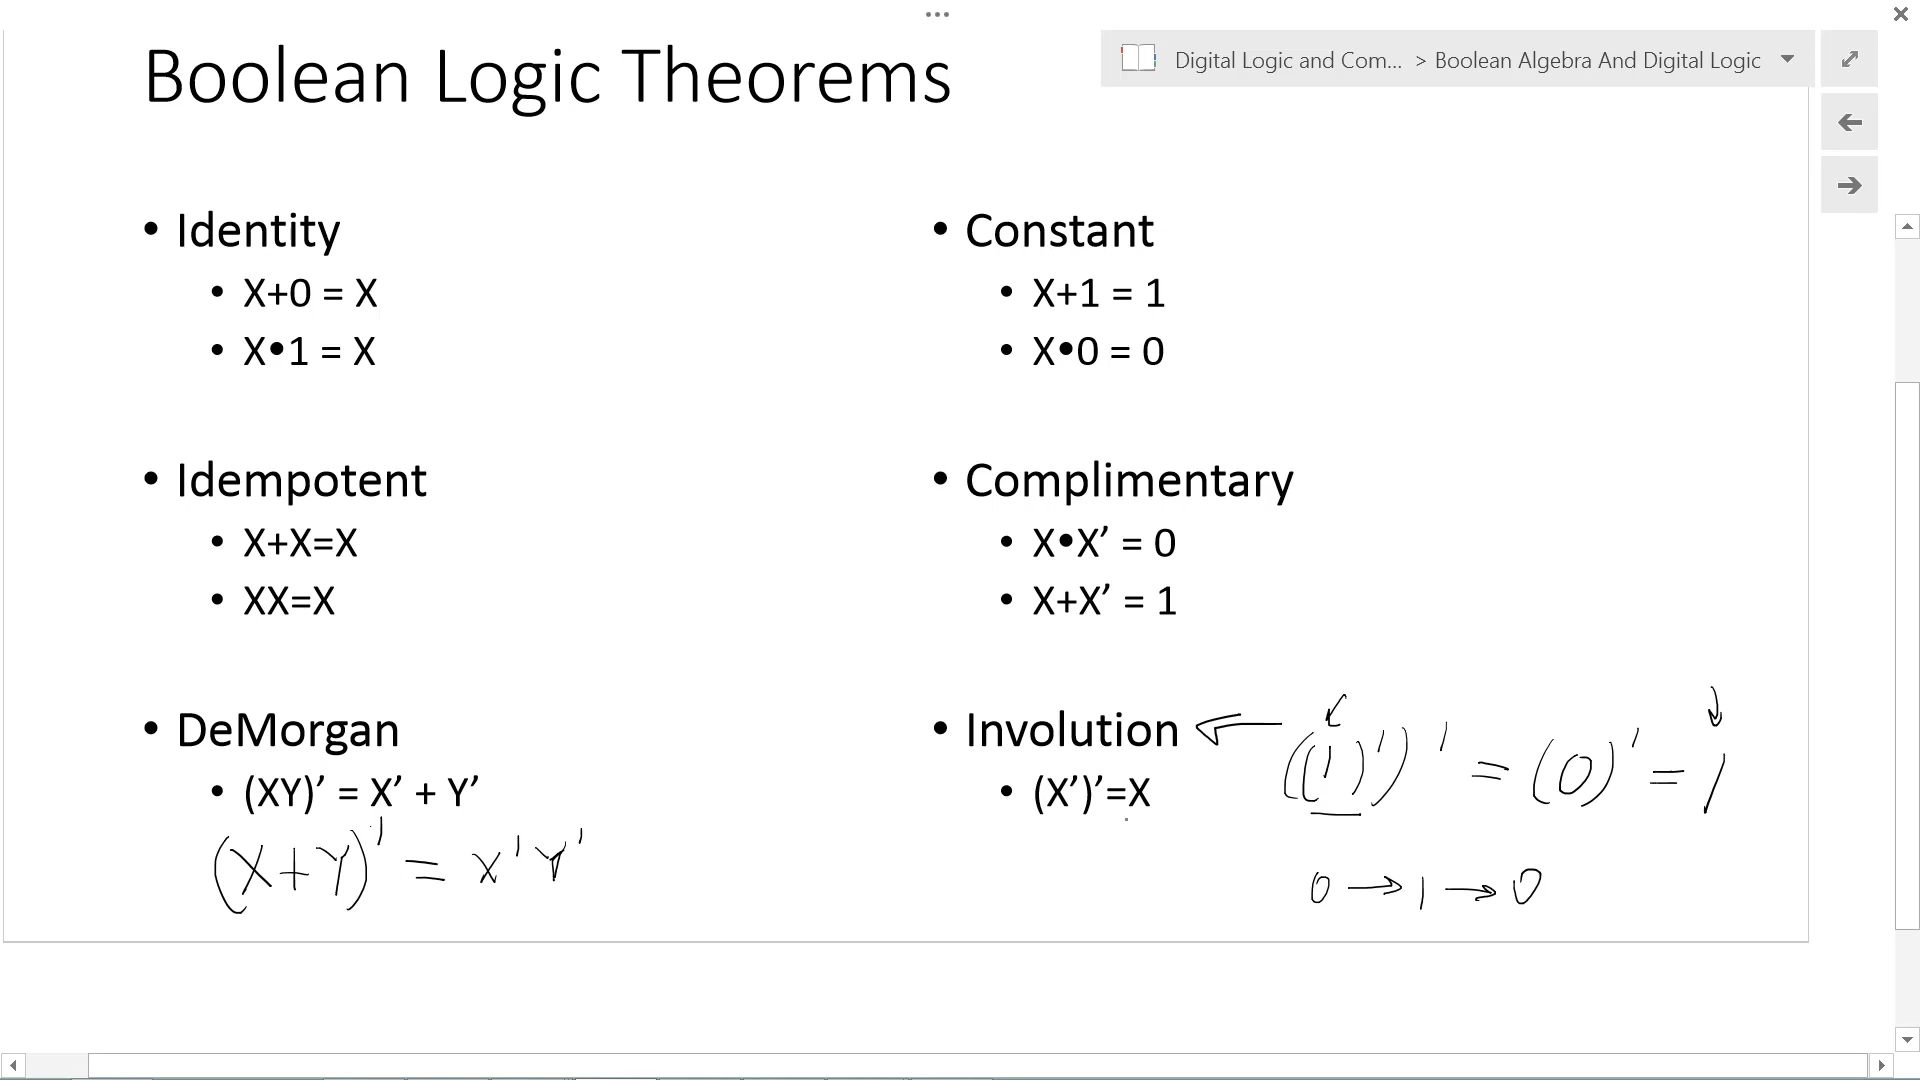 Boolean Logic Theorems
Digital Logic and Com... > Boolean Algebra And Digital Logic
• Identity
• X+0 = X
• X•1 = X
• Idempotent
• X+X=X
• XX=X
• DeMorgan
• (XY)’ = X’ + Y’
(X+Y)' = X'Y'
• Constant
• X+1 = 1
• X•0 = 0
• Complimentary
• X•X’ = 0
• X+X’ = 1
• Involution
• (X’)’=X
((1)')' = (0)' = 1
0 → 1 → 0